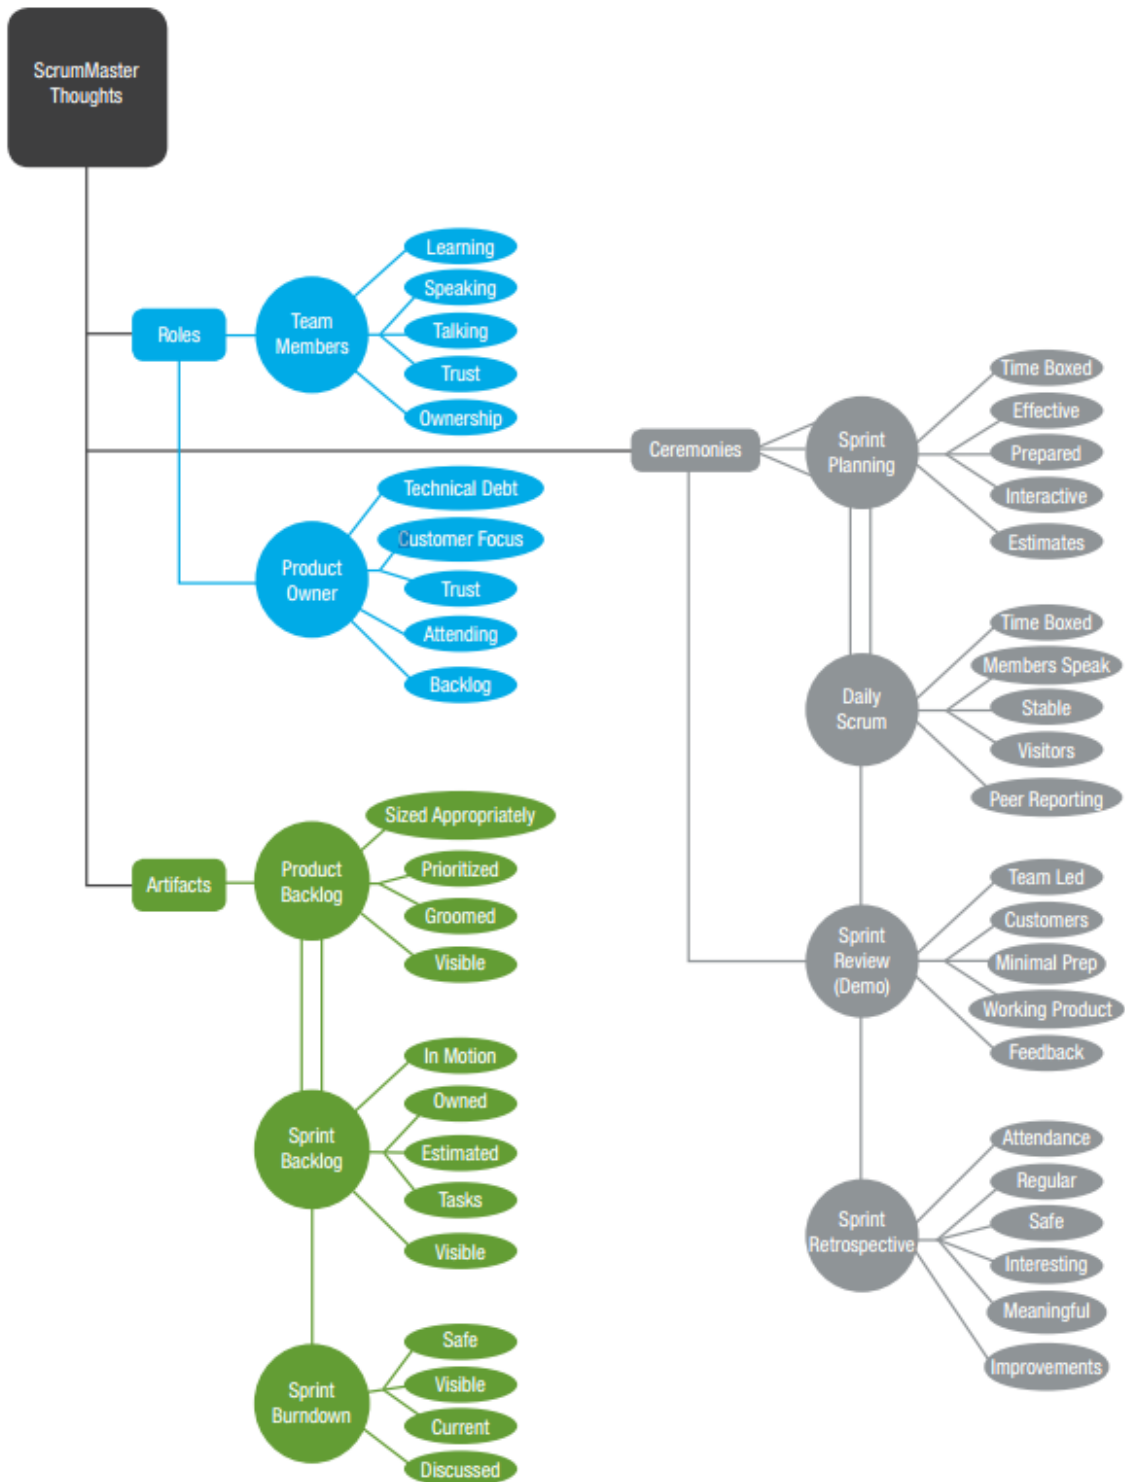 ScrumMaster
Thoughts
Roles
Team
Members
Learning
Speaking
Talking
Trust
Ownership
Product
Owner
Technical Debt
Customer Focus
Trust
Attending
Backlog
Artifacts
Product
Backlog
Sized Appropriately
Prioritized
Groomed
Visible
Sprint
Backlog
In Motion
Owned
Estimated
Tasks
Visible
Sprint
Burndown
Safe
Visible
Current
Discussed
Ceremonies
Sprint
Planning
Time Boxed
Effective
Prepared
Interactive
Estimates
Daily
Scrum
Time Boxed
Members Speak
Stable
Visitors
Peer Reporting
Sprint
Review
(Demo)
Team Led
Customers
Minimal Prep
Working Product
Feedback
Sprint
Retrospective
Attendance
Regular
Safe
Interesting
Meaningful
Improvements